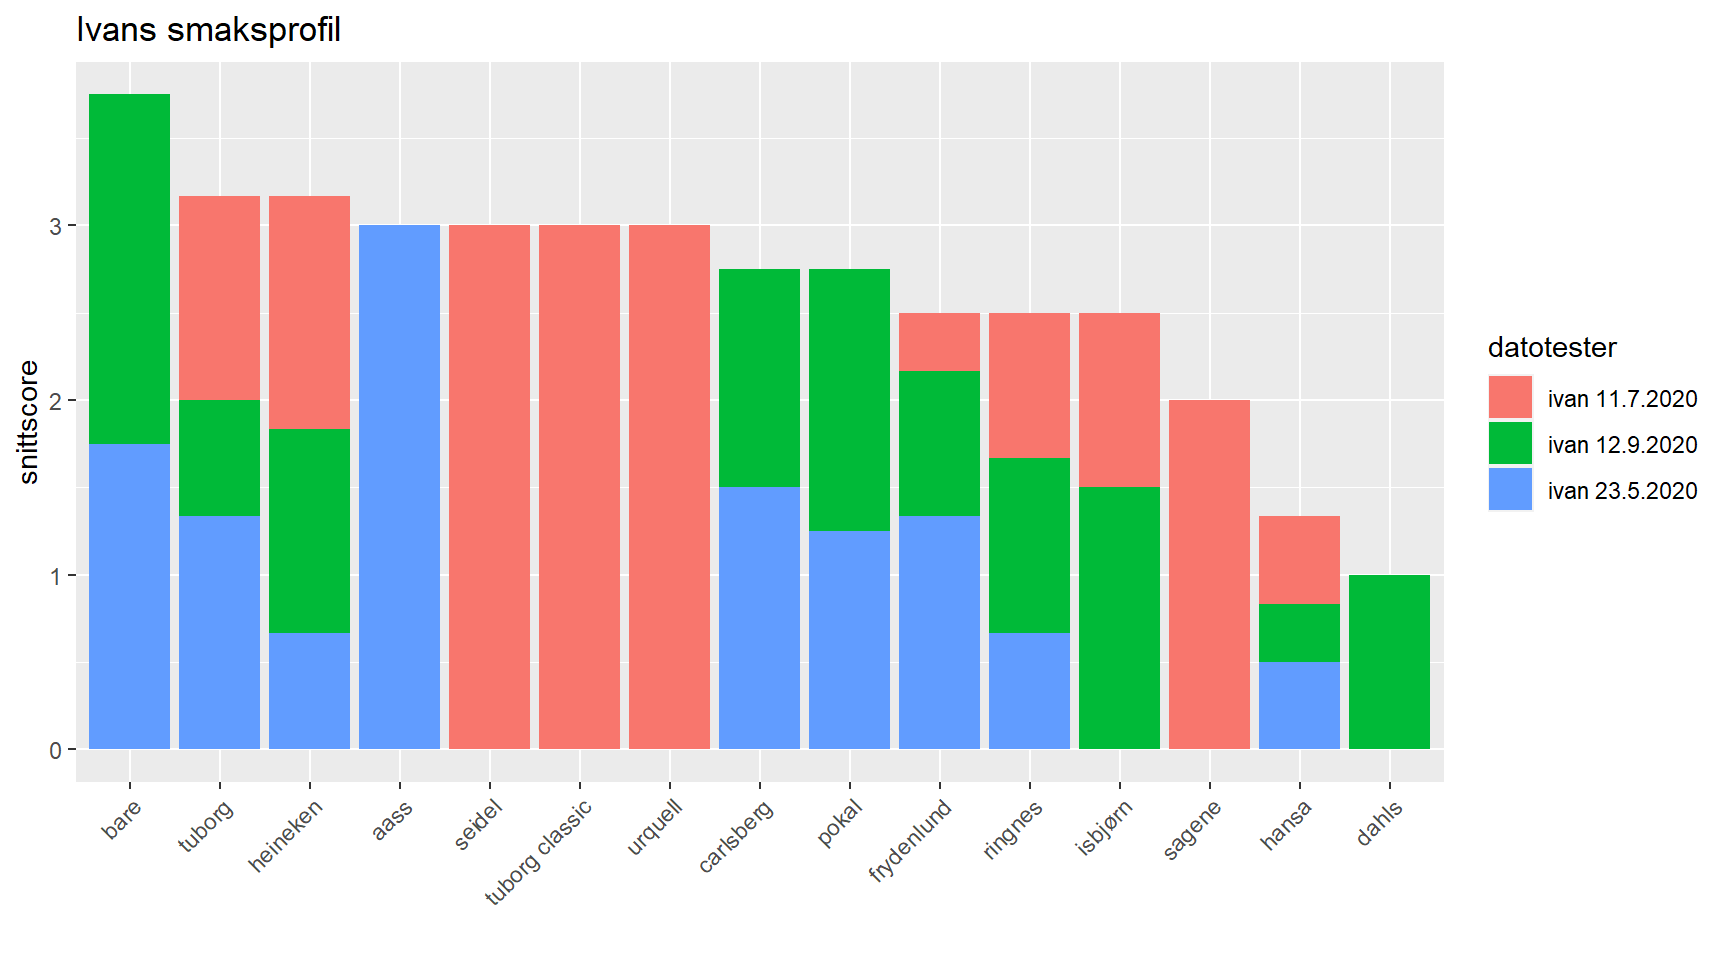 Ivans smaksprofil
snittscore
3
2
1
0
bare
tuborg
heineken
aass
seidel
tuborg classic
urquell
carlsberg
pokal
frydenlund
ringnes
isbjørn
sagene
hansa
dahls
datotester
ivan 11.7.2020
ivan 12.9.2020
ivan 23.5.2020